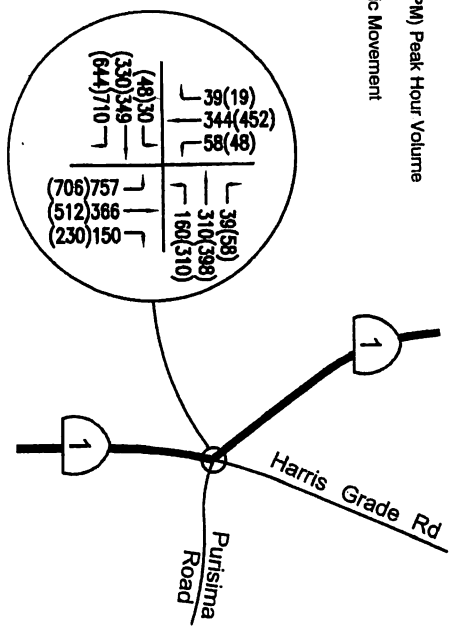 PM) Peak Hour Volume
ic Movement
39(19)
344(452)
58(48)
39(58)
310(398)
160(310)
(48)30
(330)349
(644)710
(706)757
(512)366
(230)150
1
1
Harris Grade Rd
Purisima
Road